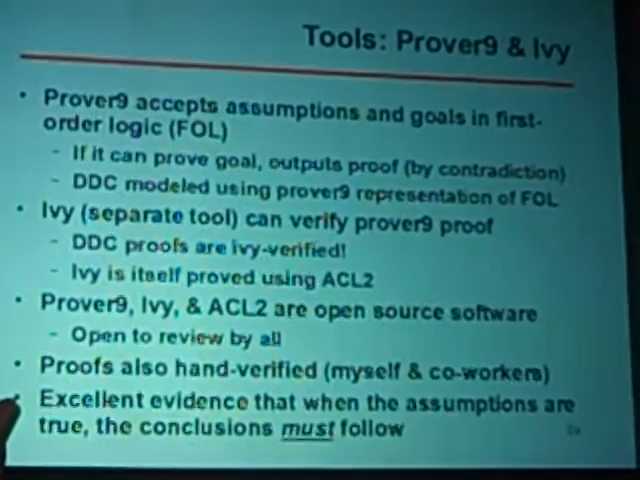 Tools: Prover9 & Ivy
• Prover9 accepts assumptions and goals in first-
order logic (FOL)
- If it can prove goal, outputs proof (by contradiction)
- DDC modeled using prover9 representation of FOL
• Ivy (separate tool) can verify prover9 proof
- DDC proofs are ivy-verified!
- Ivy is itself proved using ACL2
• Prover9, Ivy, & ACL2 are open source software
- Open to review by all
• Proofs also hand-verified (myself & co-workers)
• Excellent evidence that when the assumptions are
true, the conclusions must follow